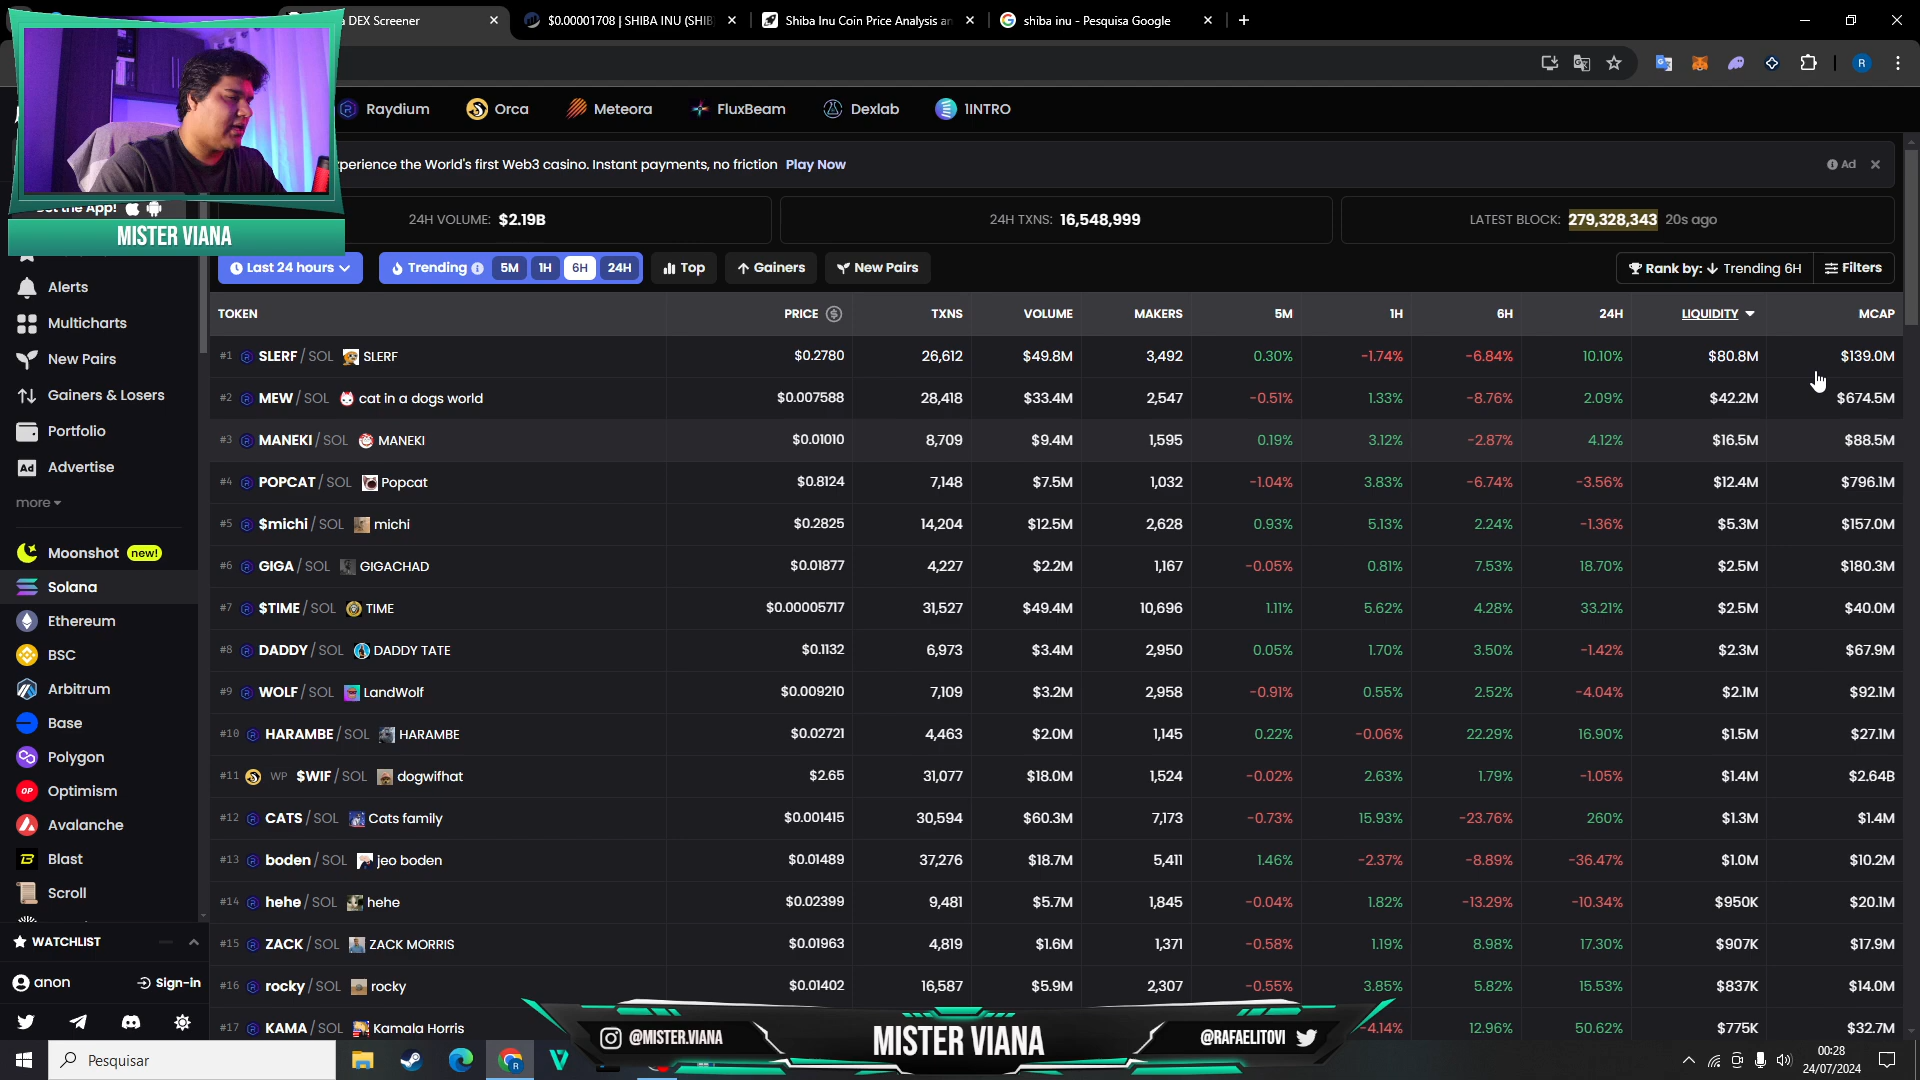 DEX Screener
$0.00001708 | SHIBA INU (SHIB
Shiba Inu Coin Price Analysis an
shiba inu - Pesquisa Google
R
Raydium
Orca
Meteora
FluxBeam
Dexlab
1INTRO
perience the World's first Web3 casino. Instant payments, no friction Play Now
Ad
Get the App!
MISTER VIANA
24H VOLUME: $2.19B
24H TXNS: 16,548,999
LATEST BLOCK: 279,328,343 20s ago
Last 24 hours
Trending 5M 1H 6H 24H
Top
Gainers
New Pairs
Rank by: Trending 6H
Filters
Alerts
Multicharts
New Pairs
Gainers & Losers
Portfolio
Ad Advertise
more
Moonshot new!
Solana
Ethereum
BSC
Arbitrum
Base
Polygon
OP Optimism
Avalanche
Blast
Scroll
WATCHLIST
anon
Sign-in
TOKEN PRICE TXNS VOLUME MAKERS 5M 1H 6H 24H LIQUIDITY MCAP
#1 SLERF / SOL SLERF $0.2780 26,612 $49.8M 3,492 0.30% -1.74% -6.84% 10.10% $80.8M $139.0M
#2 MEW / SOL cat in a dogs world $0.007588 28,418 $33.4M 2,547 -0.51% 1.33% -8.76% 2.09% $42.2M $674.5M
#3 MANEKI / SOL MANEKI $0.01010 8,709 $9.4M 1,595 0.19% 3.12% -2.87% 4.12% $16.5M $88.5M
#4 POPCAT / SOL Popcat $0.8124 7,148 $7.5M 1,032 -1.04% 3.83% -6.74% -3.56% $12.4M $796.1M
#5 $michi / SOL michi $0.2825 14,204 $12.5M 2,628 0.93% 5.13% 2.24% -1.36% $5.3M $157.0M
#6 GIGA / SOL GIGACHAD $0.01877 4,227 $2.2M 1,167 -0.05% 0.81% 7.53% 18.70% $2.5M $180.3M
#7 $TIME / SOL TIME $0.00005717 31,527 $49.4M 10,696 1.11% 5.62% 4.28% 33.21% $2.5M $40.0M
#8 DADDY / SOL DADDY TATE $0.1132 6,973 $3.4M 2,950 0.05% 1.70% 3.50% -1.42% $2.3M $67.9M
#9 WOLF / SOL LandWolf $0.009210 7,109 $3.2M 2,958 -0.91% 0.55% 2.52% -4.04% $2.1M $92.1M
#10 HARAMBE / SOL HARAMBE $0.02721 4,463 $2.0M 1,145 0.22% -0.06% 22.29% 16.90% $1.5M $27.1M
#11 WP $WIF / SOL dogwifhat $2.65 31,077 $18.0M 1,524 -0.02% 2.63% 1.79% -1.05% $1.4M $2.64B
#12 CATS / SOL Cats family $0.001415 30,594 $60.3M 7,173 -0.73% 15.93% -23.76% 260% $1.3M $1.4M
#13 boden / SOL jeo boden $0.01489 37,276 $18.7M 5,411 1.46% -2.37% -8.89% -36.47% $1.0M $10.2M
#14 hehe / SOL hehe $0.02399 9,481 $5.7M 1,845 -0.04% 1.82% -13.29% -10.34% $950K $20.1M
#15 ZACK / SOL ZACK MORRIS $0.01963 4,819 $1.6M 1,371 -0.58% 1.19% 8.98% 17.30% $907K $17.9M
#16 rocky / SOL rocky $0.01402 16,587 $5.9M 2,307 -0.55% 3.85% 5.82% 15.53% $837K $14.0M
#17 KAMA / SOL Kamala Horris -4.14% 12.96% 50.62% $775K $32.7M
@MISTER.VIANA
MISTER VIANA
@RAFAELITOVI
Pesquisar
00:28
24/07/2024